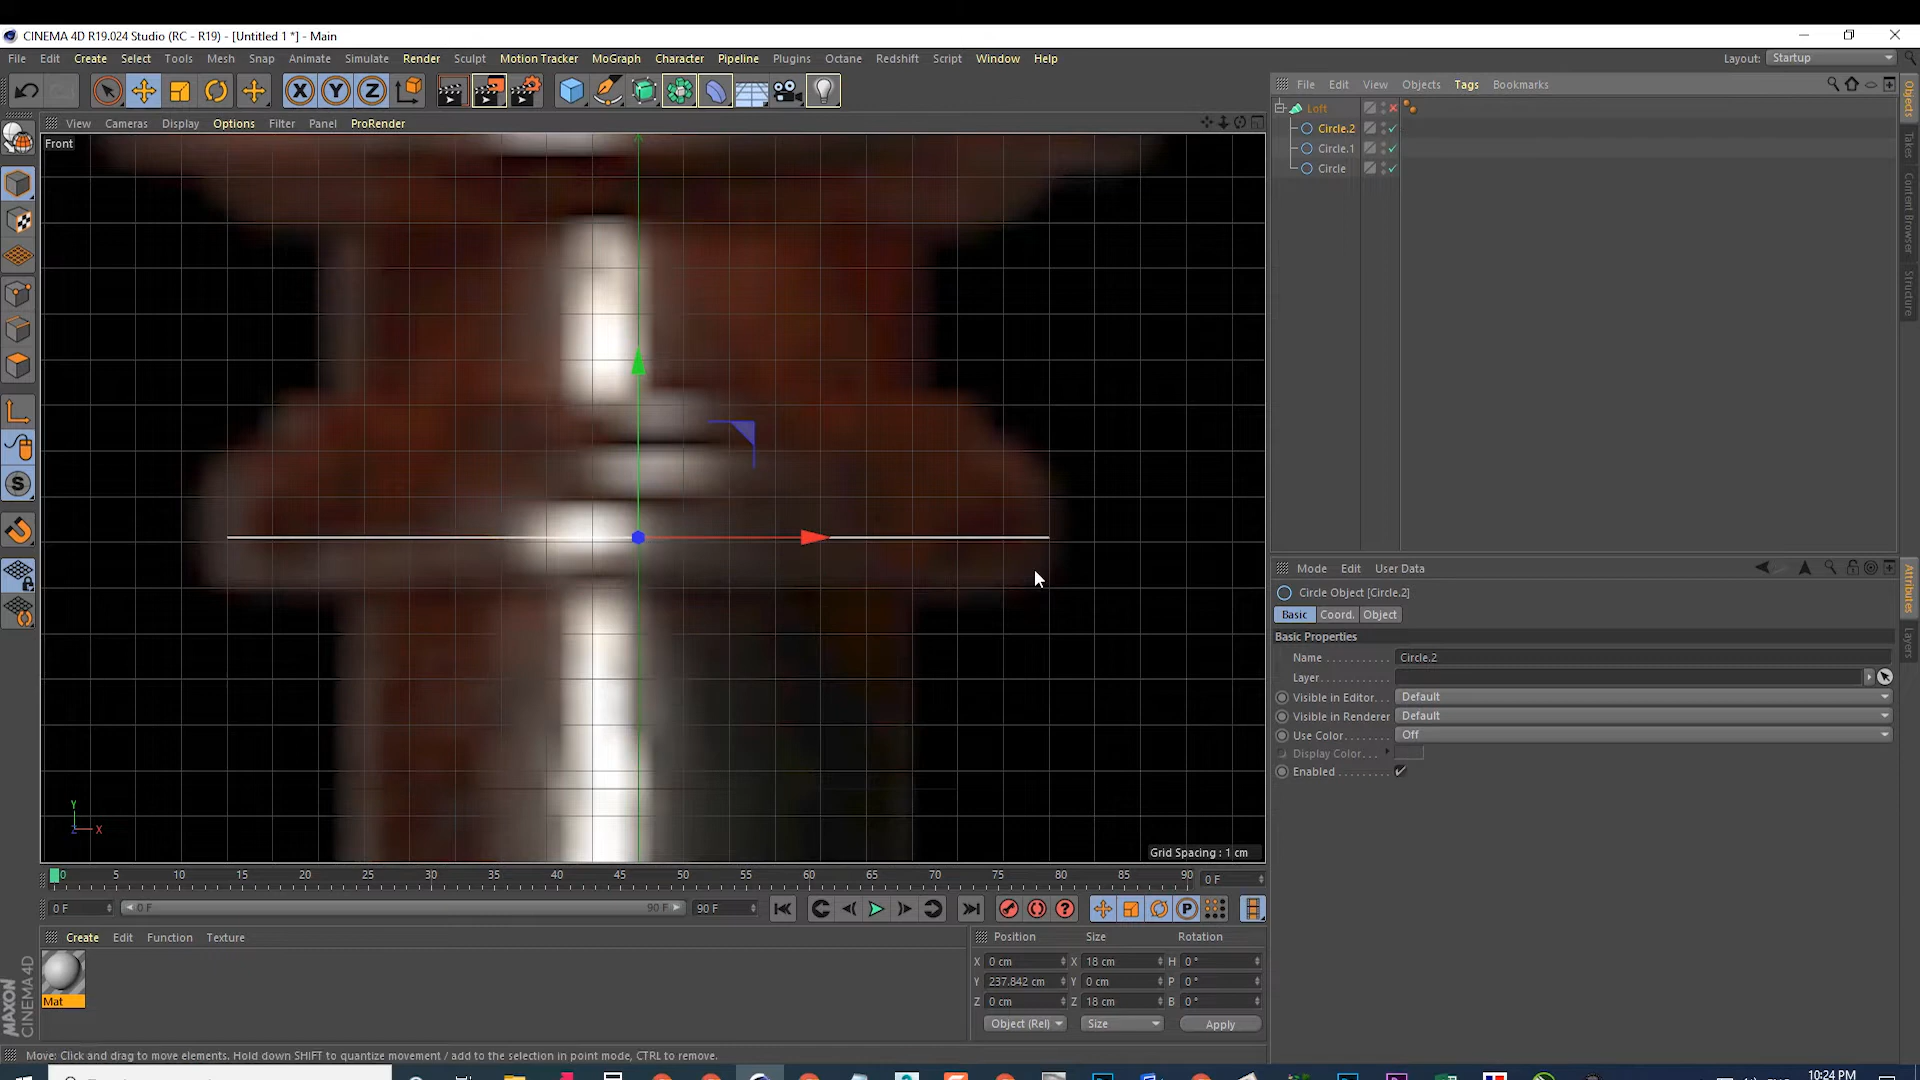 CINEMA 4D R19.024 Studio (RC - R19) - [Untitled 1 *] - Main
File Edit Create Select Tools Mesh Snap Animate Simulate Render Sculpt Motion Tracker MoGraph Character Pipeline Plugins Octane Redshift Script Window Help
Layout: Startup
View Cameras Display Options Filter Panel ProRender
Front
Y
Z X
Grid Spacing : 1 cm
File Edit View Objects Tags Bookmarks
Loft
Circle.2
Circle.1
Circle
Objects
Takes
Content Browser
Structure
Mode Edit User Data
Circle Object [Circle.2]
Basic Coord. Object
Basic Properties
Name Circle.2
Layer
Visible in Editor Default
Visible in Renderer Default
Use Color Off
Display Color
Enabled
Attributes
Layers
0 5 10 15 20 25 30 35 40 45 50 55 60 65 70 75 80 85 90 0 F
0 F 0 F 90 F 90 F
Create Edit Function Texture
Mat
Position Size Rotation
X 0 cm X 18 cm H 0 °
Y 237.842 cm Y 0 cm P 0 °
Z 0 cm Z 18 cm B 0 °
Object (Rel) Size Apply
MAXON
CINEMA4D
Move: Click and drag to move elements. Hold down SHIFT to quantize movement / add to the selection in point mode, CTRL to remove.
10:24 PM